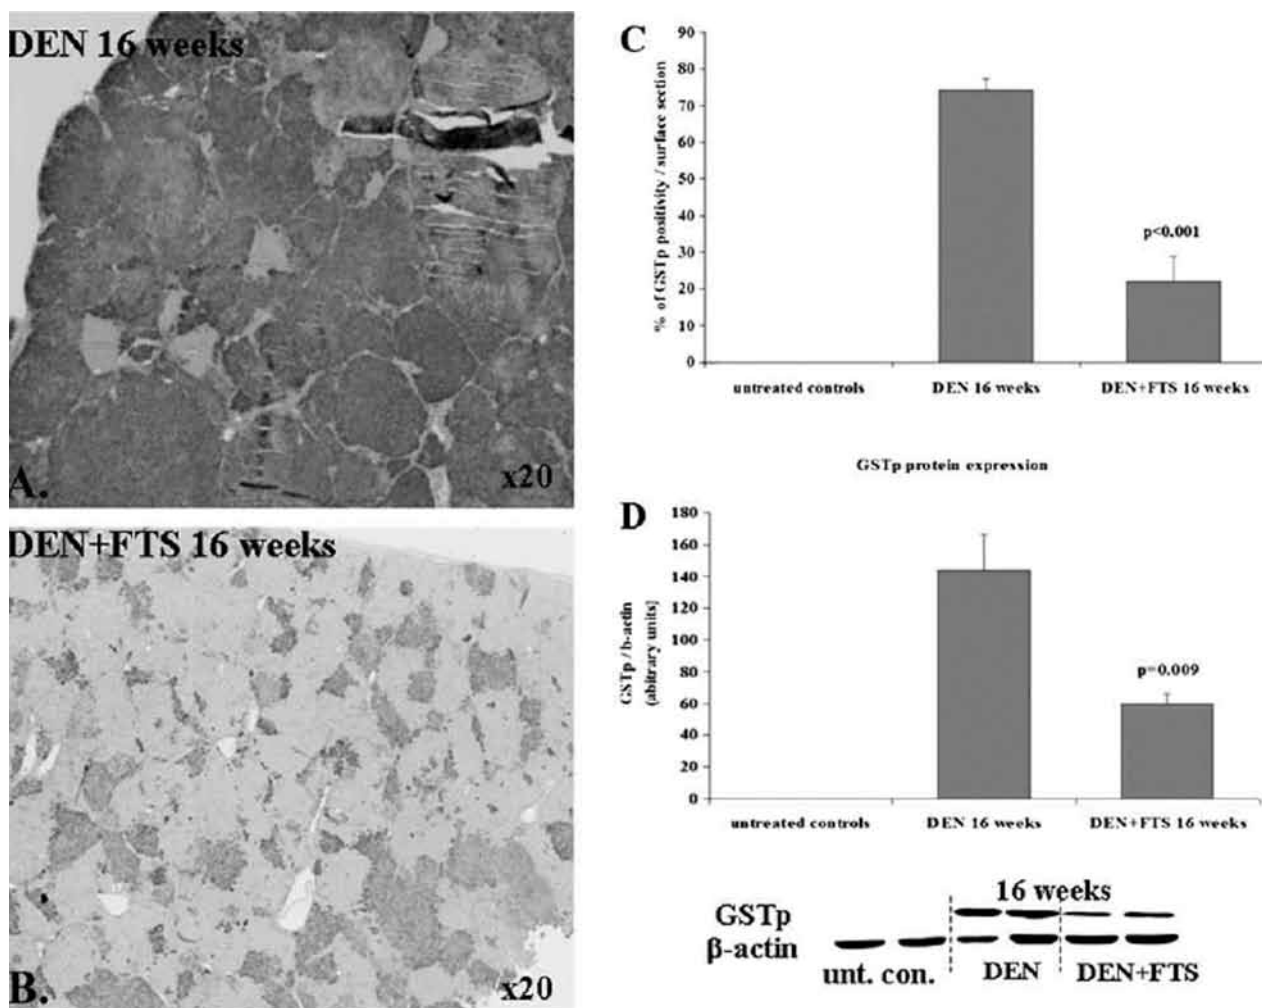 DEN 16 weeks
A.
x20
DEN+FTS 16 weeks
B.
x20
C
90
80
70
60
50
40
30
20
10
0
% of GSTp positivity / surface section
p<0.001
untreated controls
DEN 16 weeks
DEN+FTS 16 weeks
GSTp protein expression
D
180
160
140
120
100
80
60
40
20
0
GSTp / b-actin
(abitrary units]
p=0.009
untreated controls
DEN 16 weeks
DEN+FTS 16 weeks
16 weeks
GSTp
β-actin
unt. con.
DEN
DEN+FTS